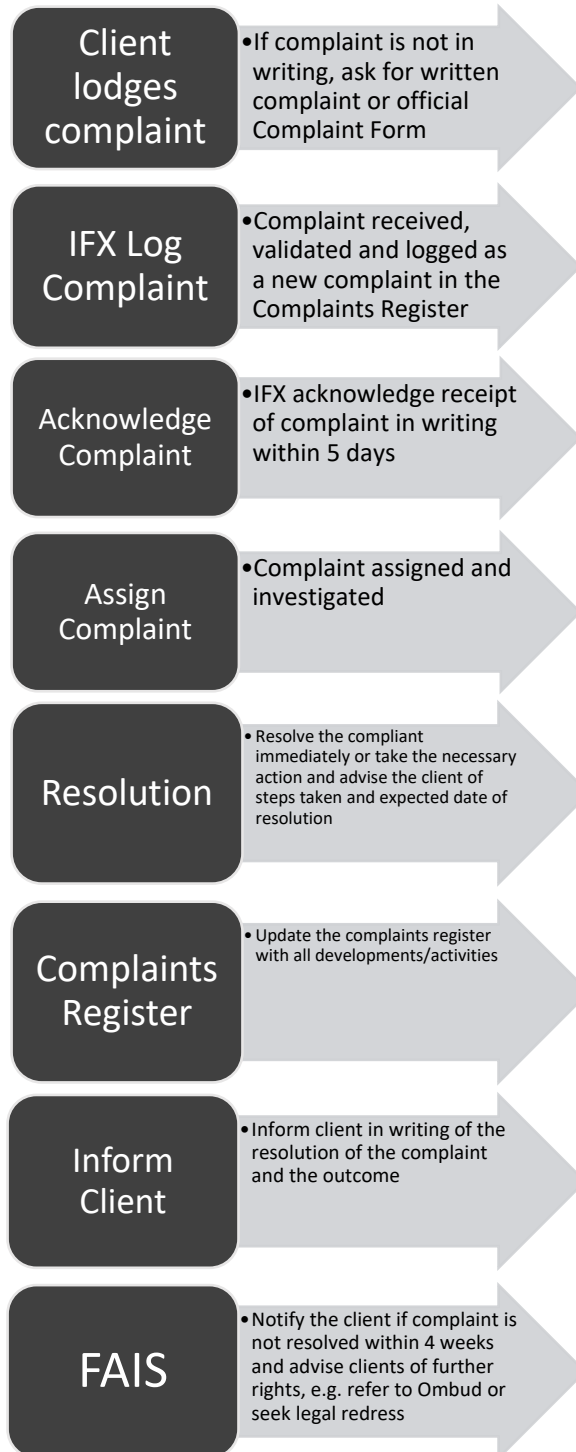 Client
lodges
complaint
•If complaint is not in
writing, ask for written
complaint or official
Complaint Form
IFX Log
Complaint
•Complaint received,
validated and logged as
a new complaint in the
Complaints Register
Acknowledge
Complaint
•IFX acknowledge receipt
of complaint in writing
within 5 days
Assign
Complaint
•Complaint assigned and
investigated
Resolution
• Resolve the compliant
immediately or take the necessary
action and advise the client of
steps taken and expected date of
resolution
Complaints
Register
• Update the complaints register
with all developments/activities
Inform
Client
•Inform client in writing of the
resolution of the complaint
and the outcome
FAIS
•Notify the client if complaint is
not resolved within 4 weeks
and advise clients of further
rights, e.g. refer to Ombud or
seek legal redress